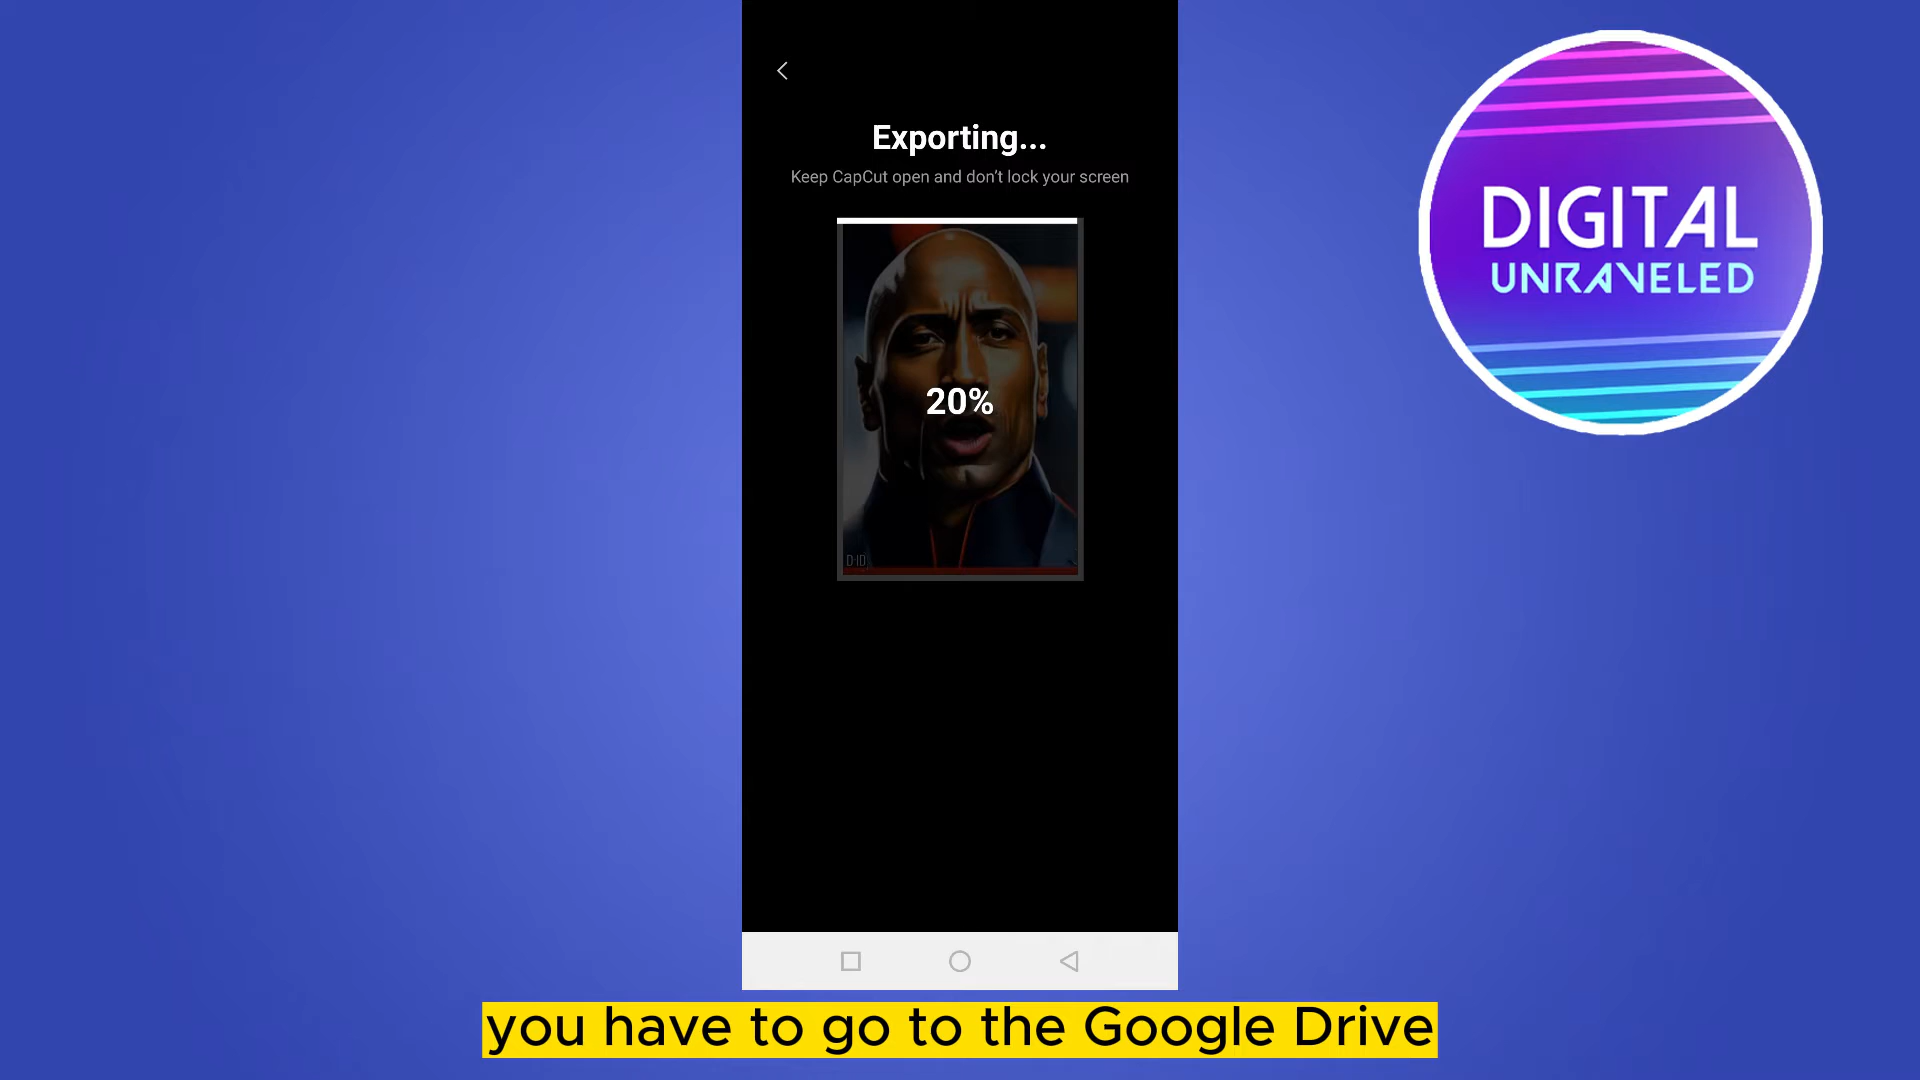 Exporting...
Keep CapCut open and don't lock your screen
20%
D-ID
DIGITAL
UNRAVELED
you have to go to the Google Drive